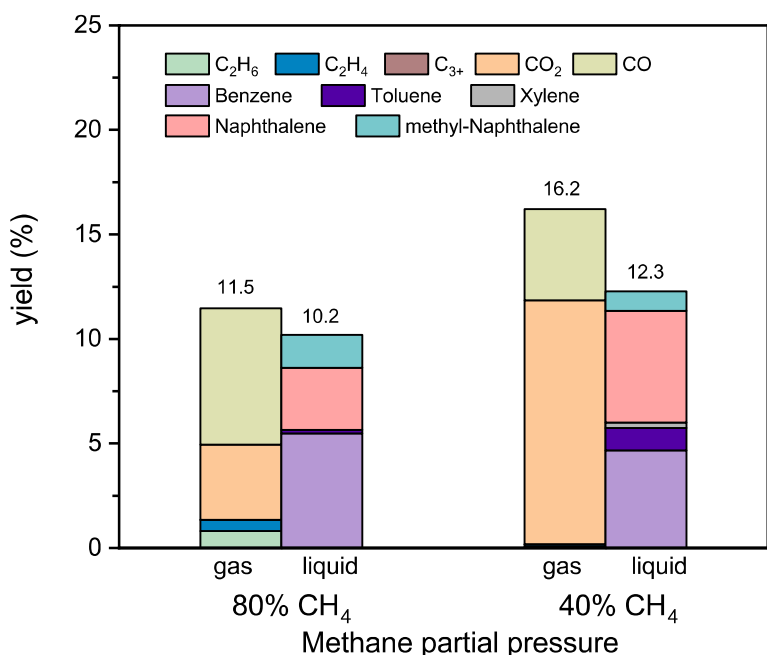 25
C₂H₆ C₂H₄ C₃₊ CO₂ CO
Benzene Toluene Xylene
Naphthalene methyl-Naphthalene
20
16.2
15
12.3
11.5
10.2
10
5
0
yield (%)
gas liquid gas liquid
80% CH₄ 40% CH₄
Methane partial pressure